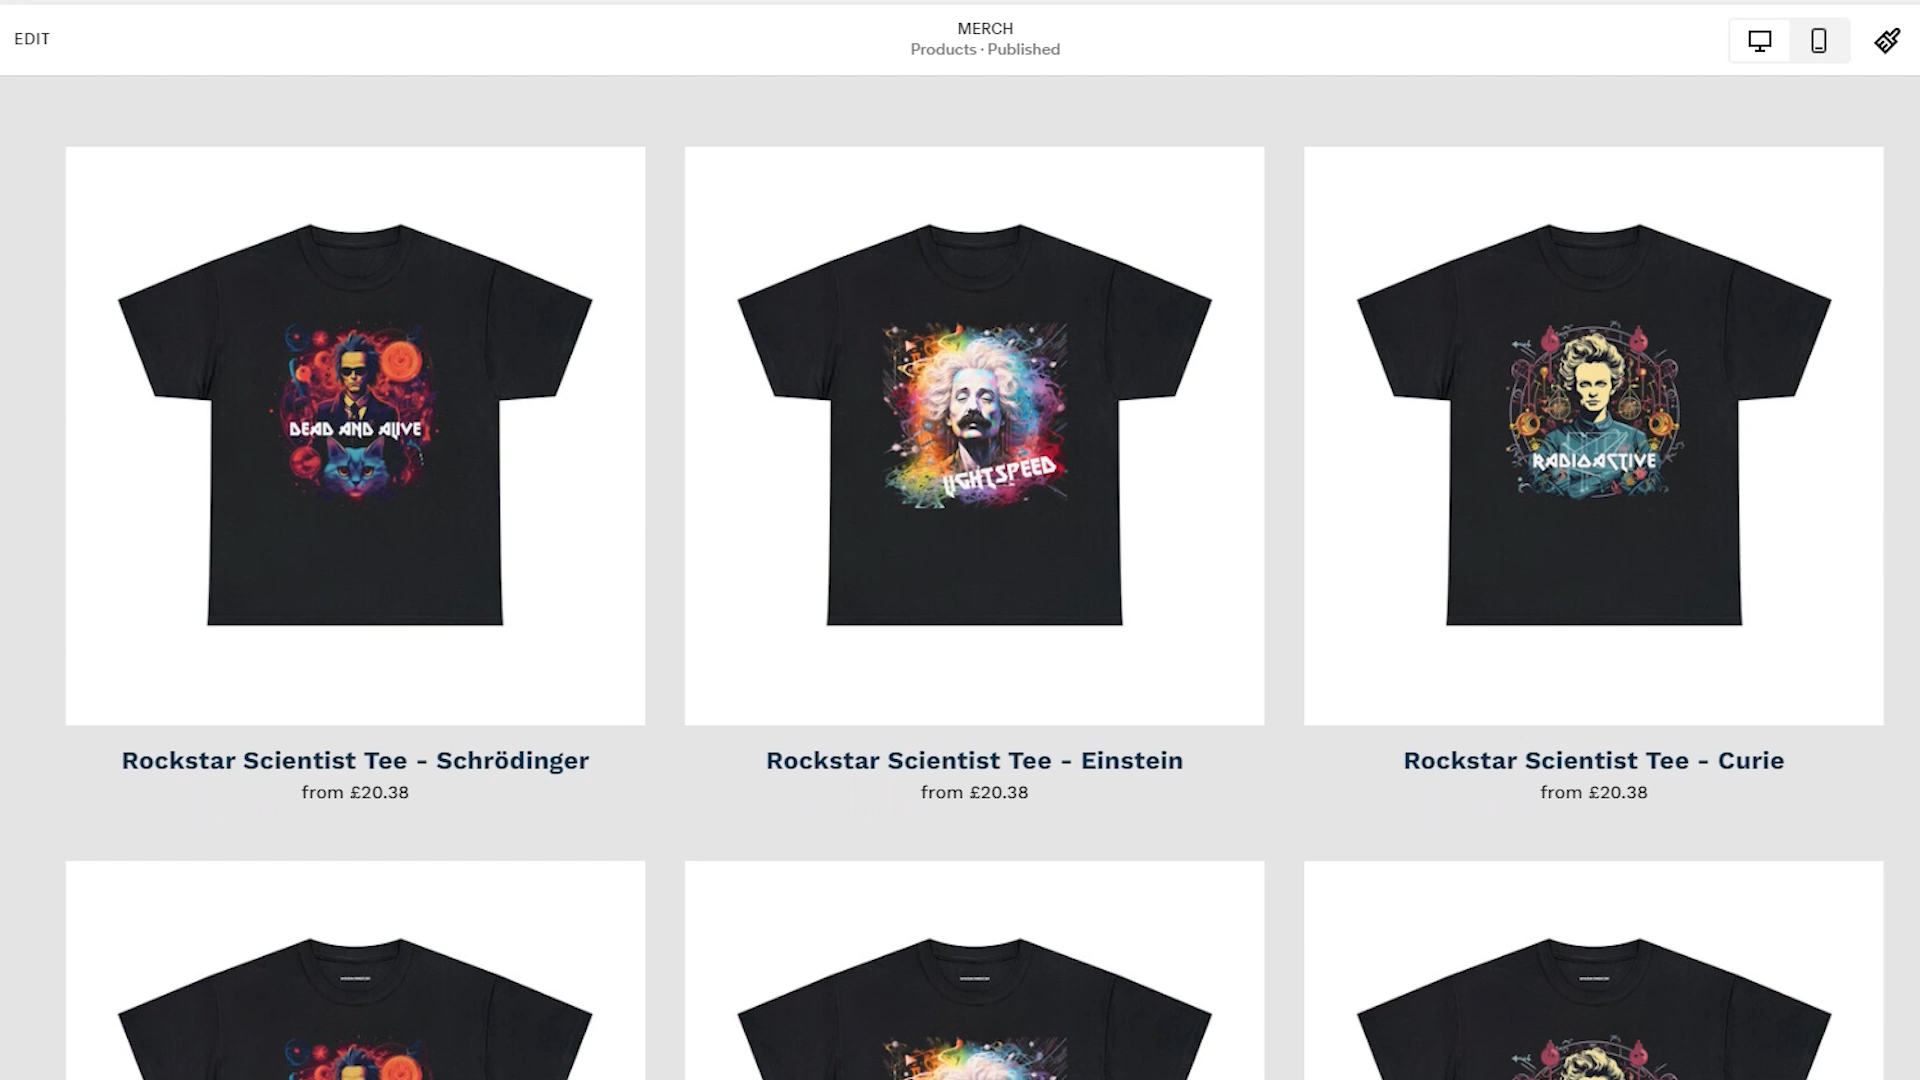 EDIT
MERCH
Products · Published
DEAD AND ALIVE
LIGHTSPEED
RADIOACTIVE
Rockstar Scientist Tee - Schrödinger
from £20.38
Rockstar Scientist Tee - Einstein
from £20.38
Rockstar Scientist Tee - Curie
from £20.38